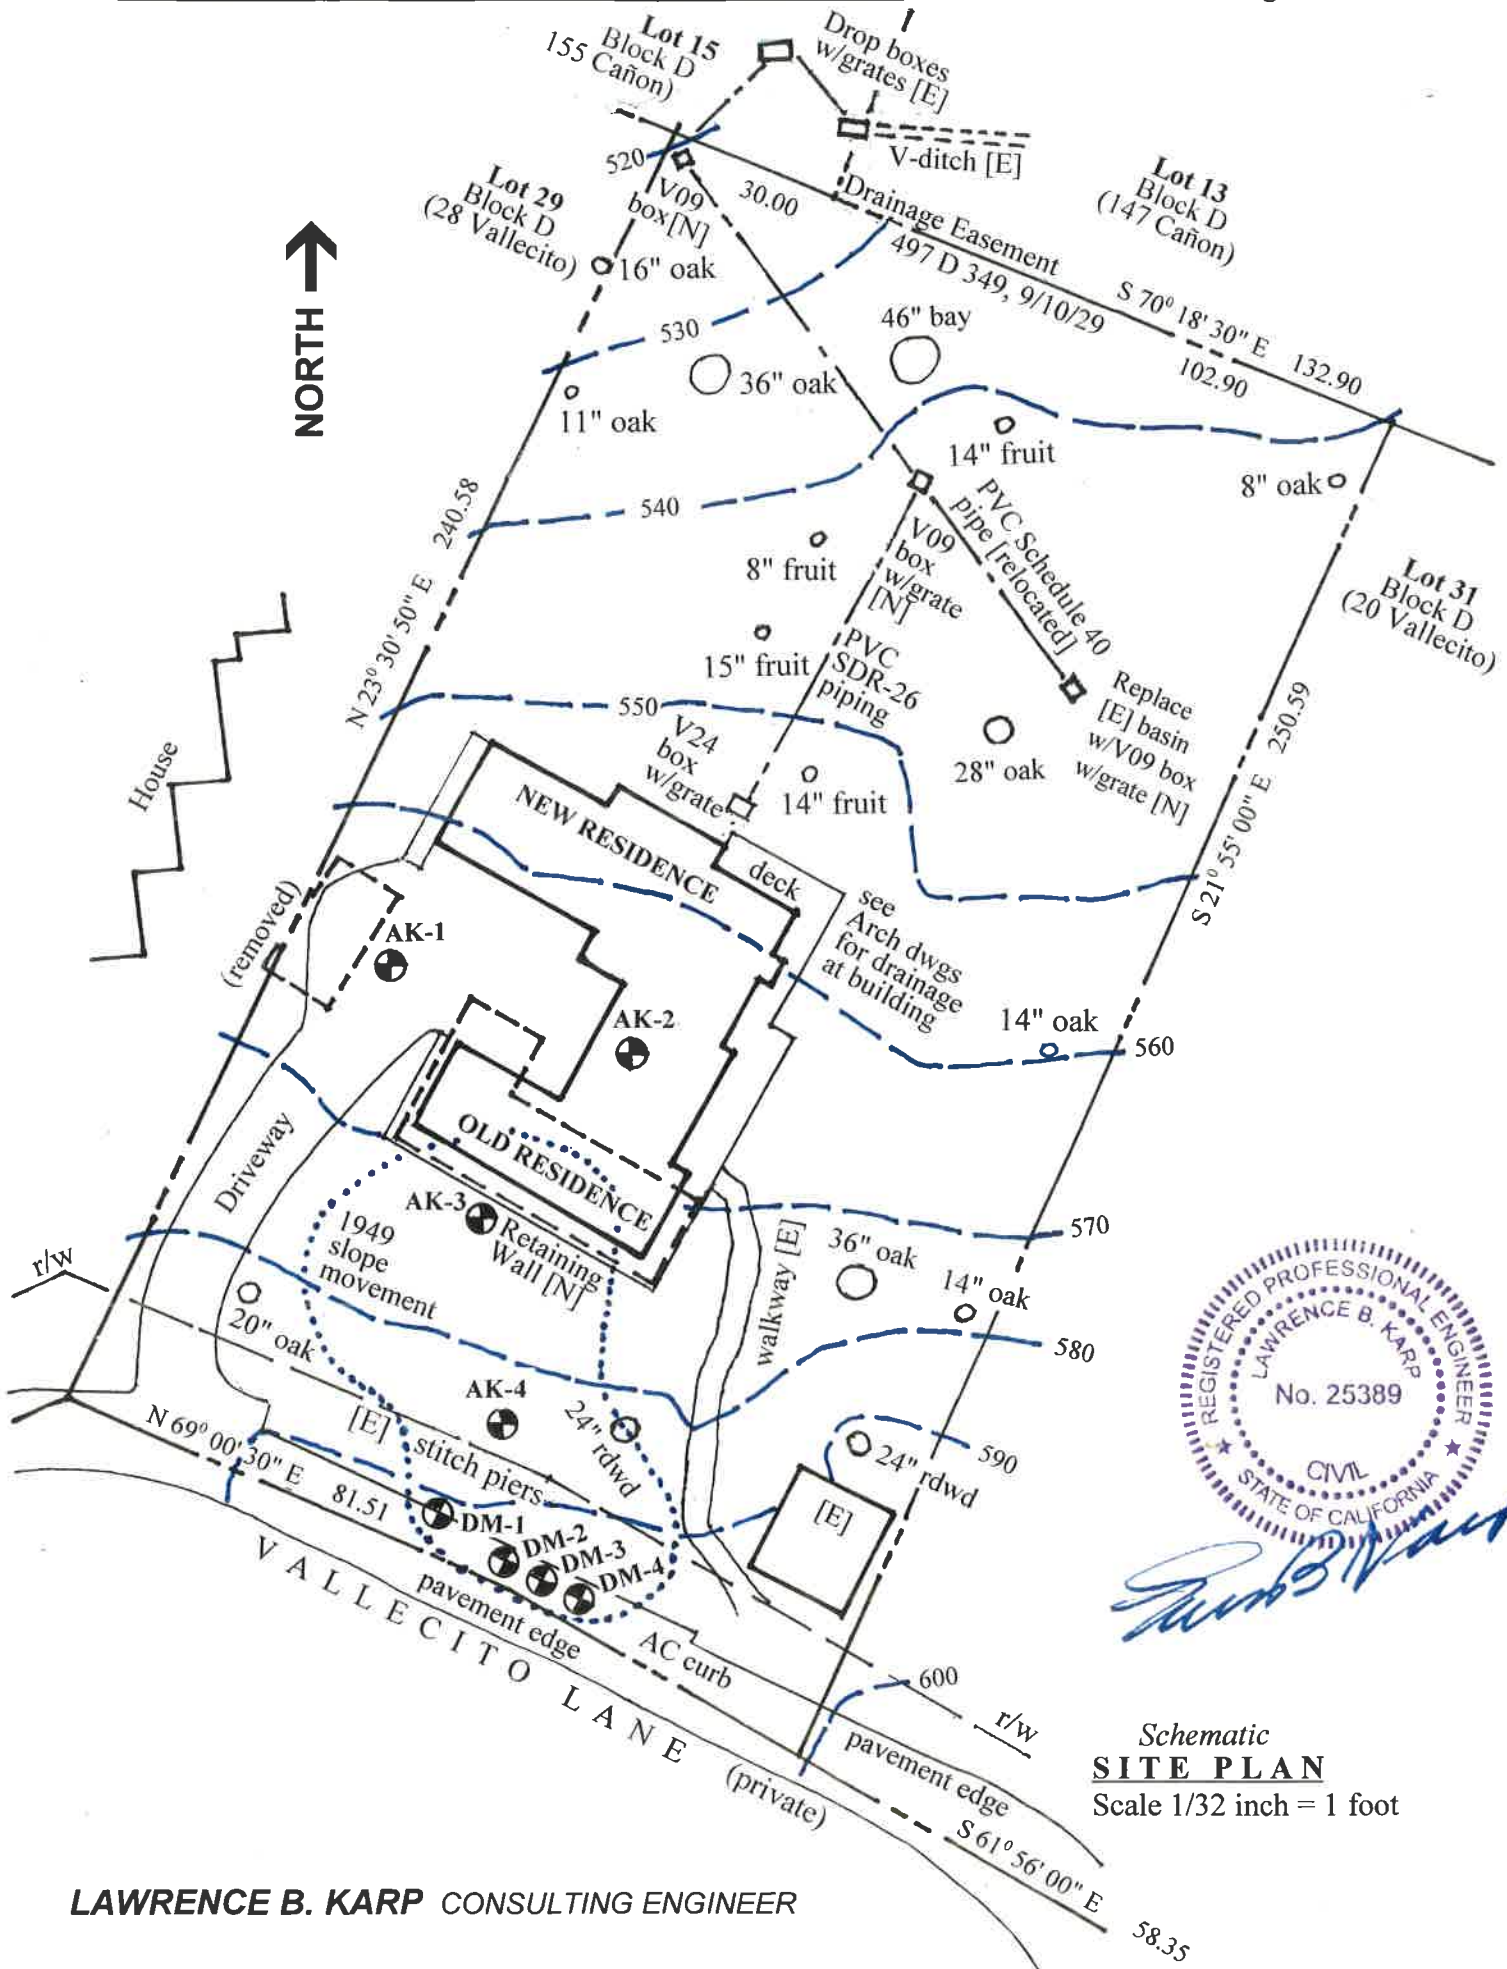 Lot 15
Block D
155 Cañon)
Drop boxes
w/grates [E]
V-ditch [E]
Lot 13
Block D
(147 Cañon)
Lot 29
Block D
(28 Vallecito)
520
V09
box[N]
30.00
Drainage Easement
497 D 349, 9/10/29
S 70⁰ 18' 30" E
132.90
102.90
NORTH
16" oak
530
46" bay
36" oak
11" oak
14" fruit
8" oak
240.58
N 23⁰ 30' 50" E
540
8" fruit
V09
box
w/grate
[N]
PVC Schedule 40
pipe [relocated]
Lot 31
Block D
(20 Vallecito)
15" fruit
PVC
SDR-26
piping
Replace
[E] basin
w/V09 box
w/grate [N]
550
V24
box
w/grate
28" oak
14" fruit
250.59
S 21⁰ 55' 00" E
House
NEW RESIDENCE
deck
see
Arch dwgs
for drainage
at building
(removed)
AK-1
AK-2
14" oak
560
OLD RESIDENCE
Driveway
AK-3
Retaining
Wall [N]
1949
slope
movement
walkway [E]
36" oak
14" oak
570
r/w
20" oak
580
AK-4
24" rdwd
[E] stitch piers
24" rdwd
590
[E]
N 69⁰ 00' 30" E
81.51
DM-1
DM-2
DM-3
DM-4
pavement edge
AC curb
VALLECITO LANE (private)
600
r/w
pavement edge
S 61⁰ 56' 00" E
58.35
REGISTERED PROFESSIONAL ENGINEER
LAWRENCE B. KARP
No. 25389
CIVIL
STATE OF CALIFORNIA
Schematic
SITE PLAN
Scale 1/32 inch = 1 foot
LAWRENCE B. KARP CONSULTING ENGINEER